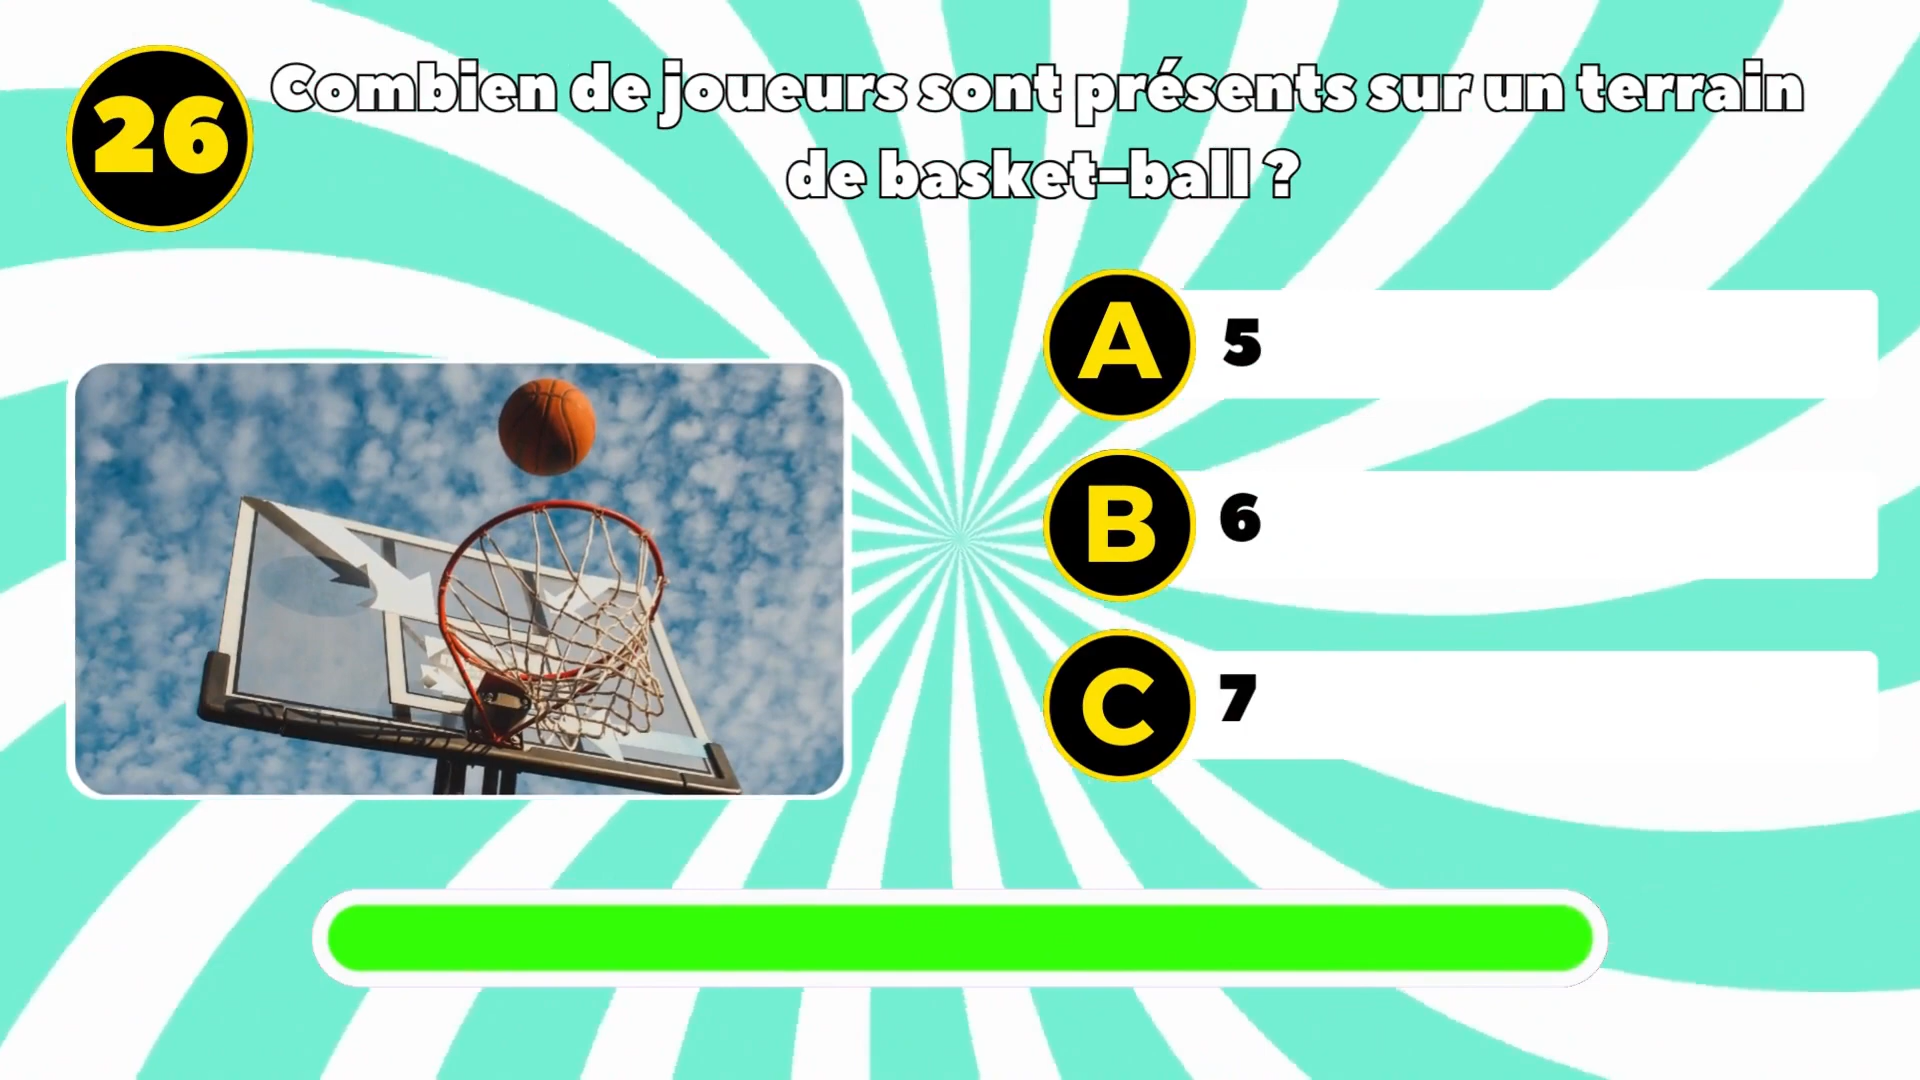 26
Combien de joueurs sont présents sur un terrain
de basket-ball ?
A 5
B 6
C 7